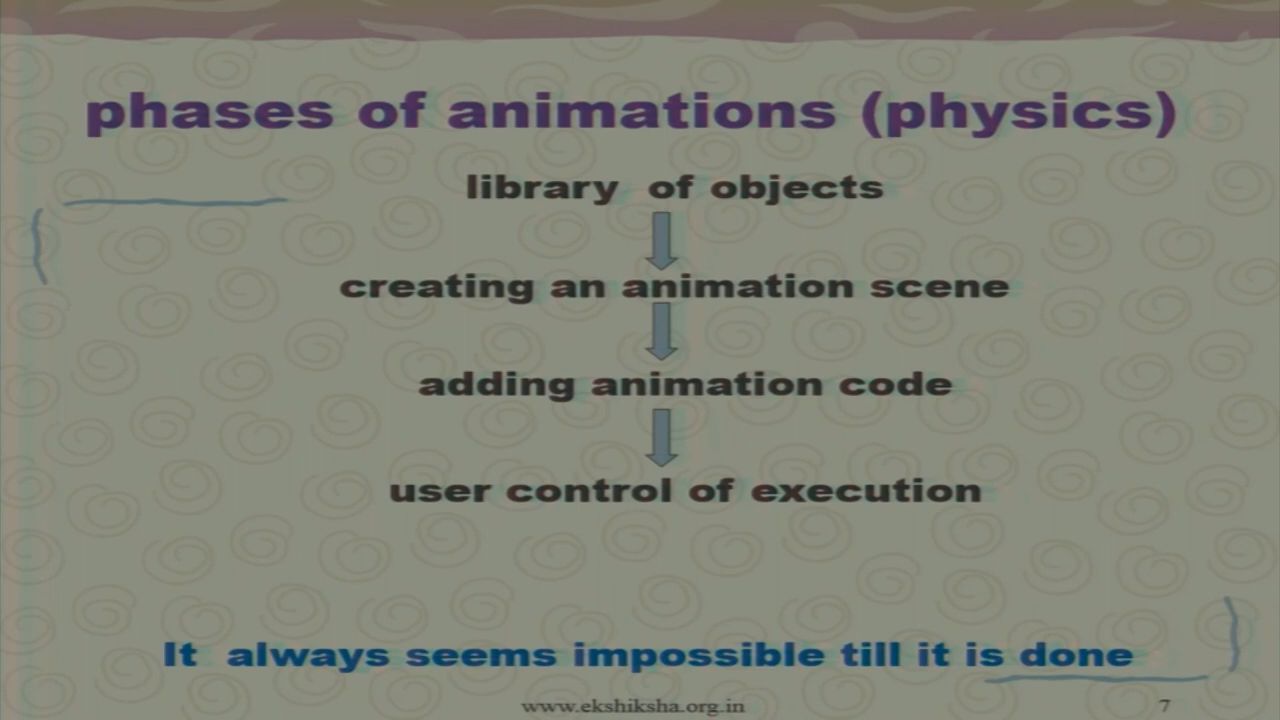 phases of animations (physics)
library of objects
creating an animation scene
adding animation code
user control of execution
It always seems impossible till it is done
www.ekshiksha.org.in
7